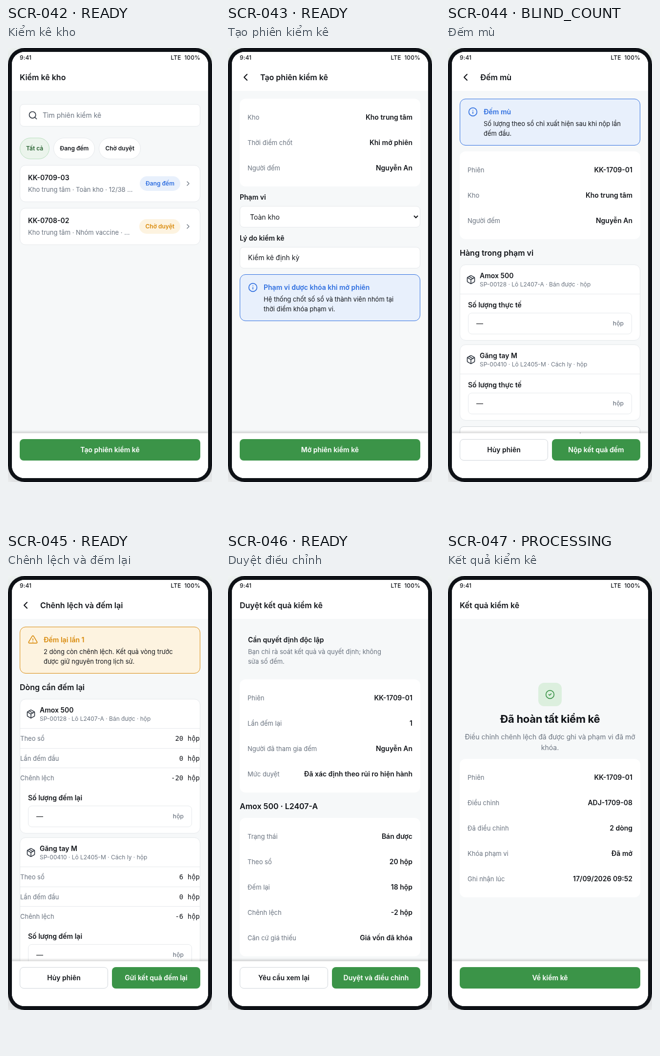 SCR-042 · READY
Kiểm kê kho
9:41
LTE 100%
Kiểm kê kho
Tìm phiên kiểm kê
Tất cả
Đang đếm
Chờ duyệt
KK-0709-03
Kho trung tâm · Toàn kho · 12/38 ...
Đang đếm
KK-0708-02
Kho trung tâm · Nhóm vaccine · ...
Chờ duyệt
Tạo phiên kiểm kê
SCR-043 · READY
Tạo phiên kiểm kê
9:41
LTE 100%
Tạo phiên kiểm kê
Kho
Kho trung tâm
Thời điểm chốt
Khi mở phiên
Người đếm
Nguyễn An
Phạm vi
Toàn kho
Lý do kiểm kê
Kiểm kê định kỳ
Phạm vi được khóa khi mở phiên
Hệ thống chốt số sổ và thành viên nhóm tại
thời điểm khóa phạm vi.
Mở phiên kiểm kê
SCR-044 · BLIND_COUNT
Đếm mù
9:41
LTE 100%
Đếm mù
Đếm mù
Số lượng theo sổ chỉ xuất hiện sau khi nộp lần
đếm đầu.
Phiên
KK-1709-01
Kho
Kho trung tâm
Người đếm
Nguyễn An
Hàng trong phạm vi
Amox 500
SP-00128 · Lô L2407-A · Bán được · hộp
Số lượng thực tế
—
hộp
Găng tay M
SP-00410 · Lô L2405-M · Cách ly · hộp
Số lượng thực tế
—
hộp
Hủy phiên
Nộp kết quả đếm
SCR-045 · READY
Chênh lệch và đếm lại
9:41
LTE 100%
Chênh lệch và đếm lại
Đếm lại lần 1
2 dòng còn chênh lệch. Kết quả vòng trước
được giữ nguyên trong lịch sử.
Dòng cần đếm lại
Amox 500
SP-00128 · Lô L2407-A · Bán được · hộp
Theo sổ
20 hộp
Lần đếm đầu
0 hộp
Chênh lệch
-20 hộp
Số lượng đếm lại
—
hộp
Găng tay M
SP-00410 · Lô L2405-M · Cách ly · hộp
Theo sổ
6 hộp
Lần đếm đầu
0 hộp
Chênh lệch
-6 hộp
Số lượng đếm lại
—
hộp
Hủy phiên
Gửi kết quả đếm lại
SCR-046 · READY
Duyệt điều chỉnh
9:41
LTE 100%
Duyệt kết quả kiểm kê
Cần quyết định độc lập
Bạn chỉ rà soát kết quả và quyết định; không
sửa số đếm.
Phiên
KK-1709-01
Lần đếm lại
1
Người đã tham gia đếm
Nguyễn An
Mức duyệt
Đã xác định theo rủi ro hiện hành
Amox 500 · L2407-A
Trạng thái
Bán được
Theo sổ
20 hộp
Đếm lại
18 hộp
Chênh lệch
-2 hộp
Căn cứ giá thiếu
Giá vốn đã khóa
Yêu cầu xem lại
Duyệt và điều chỉnh
SCR-047 · PROCESSING
Kết quả kiểm kê
9:41
LTE 100%
Kết quả kiểm kê
Đã hoàn tất kiểm kê
Điều chỉnh chênh lệch đã được ghi và phạm vi đã mở
khóa.
Phiên
KK-1709-01
Điều chỉnh
ADJ-1709-08
Đã điều chỉnh
2 dòng
Khóa phạm vi
Đã mở
Ghi nhận lúc
17/09/2026 09:52
Về kiểm kê